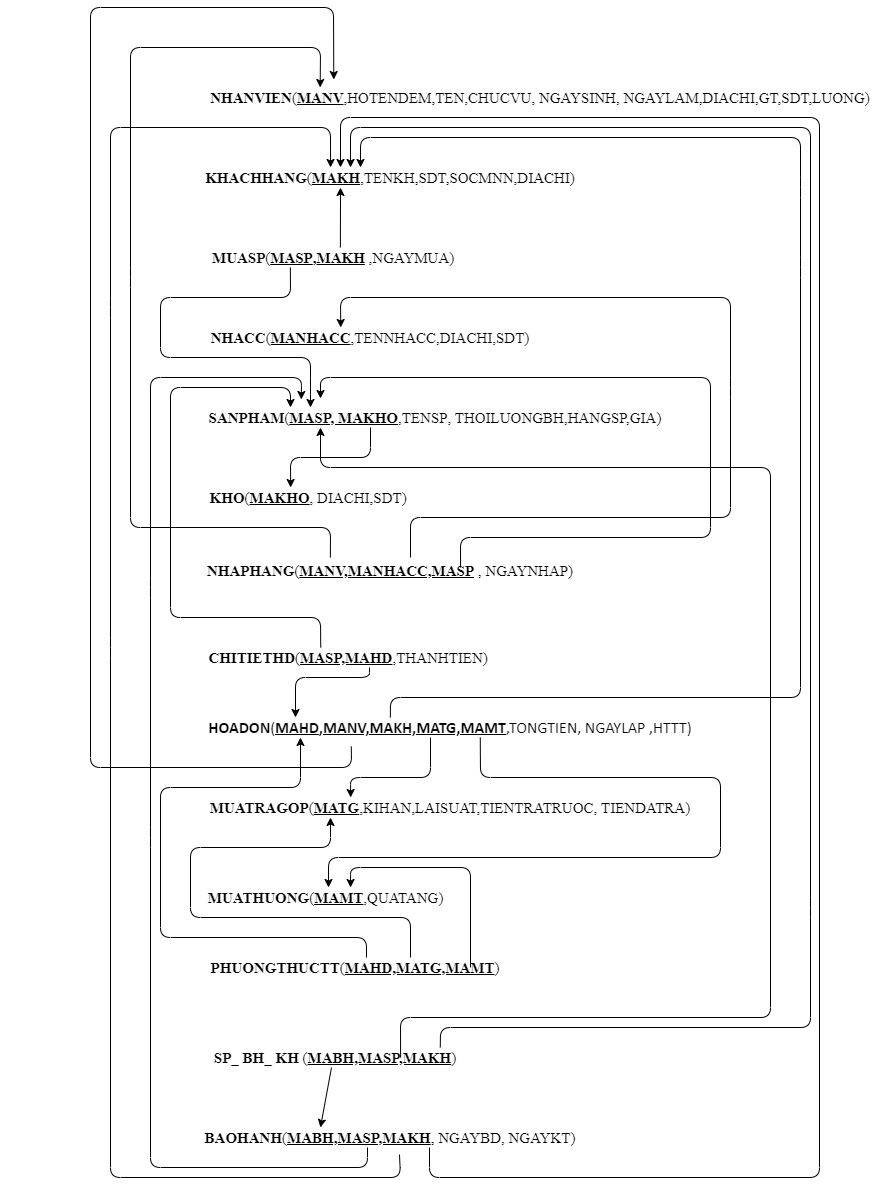 NHANVIEN(MANV,HOTENDEM,TEN,CHUCVU, NGAYSINH, NGAYLAM,DIACHI,GT,SDT,LUONG)
KHACHHANG(MAKH,TENKH,SDT,SOCMNN,DIACHI)
MUASP(MASP,MAKH ,NGAYMUA)
NHACC(MANHACC,TENNHACC,DIACHI,SDT)
SANPHAM(MASP, MAKHO,TENSP, THOILUONGBH,HANGSP,GIA)
KHO(MAKHO, DIACHI,SDT)
NHAPHANG(MANV,MANHACC,MASP , NGAYNHAP)
CHITIETHD(MASP,MAHD,THANHTIEN)
HOADON(MAHD,MANV,MAKH,MATG,MAMT,TONGTIEN, NGAYLAP ,HTTT)
MUATRAGOP(MATG,KIHAN,LAISUAT,TIENTRATRUOC, TIENDATRA)
MUATHUONG(MAMT,QUATANG)
PHUONGTHUCTT(MAHD,MATG,MAMT)
SP_ BH_ KH (MABH,MASP,MAKH)
BAOHANH(MABH,MASP,MAKH, NGAYBD, NGAYKT)